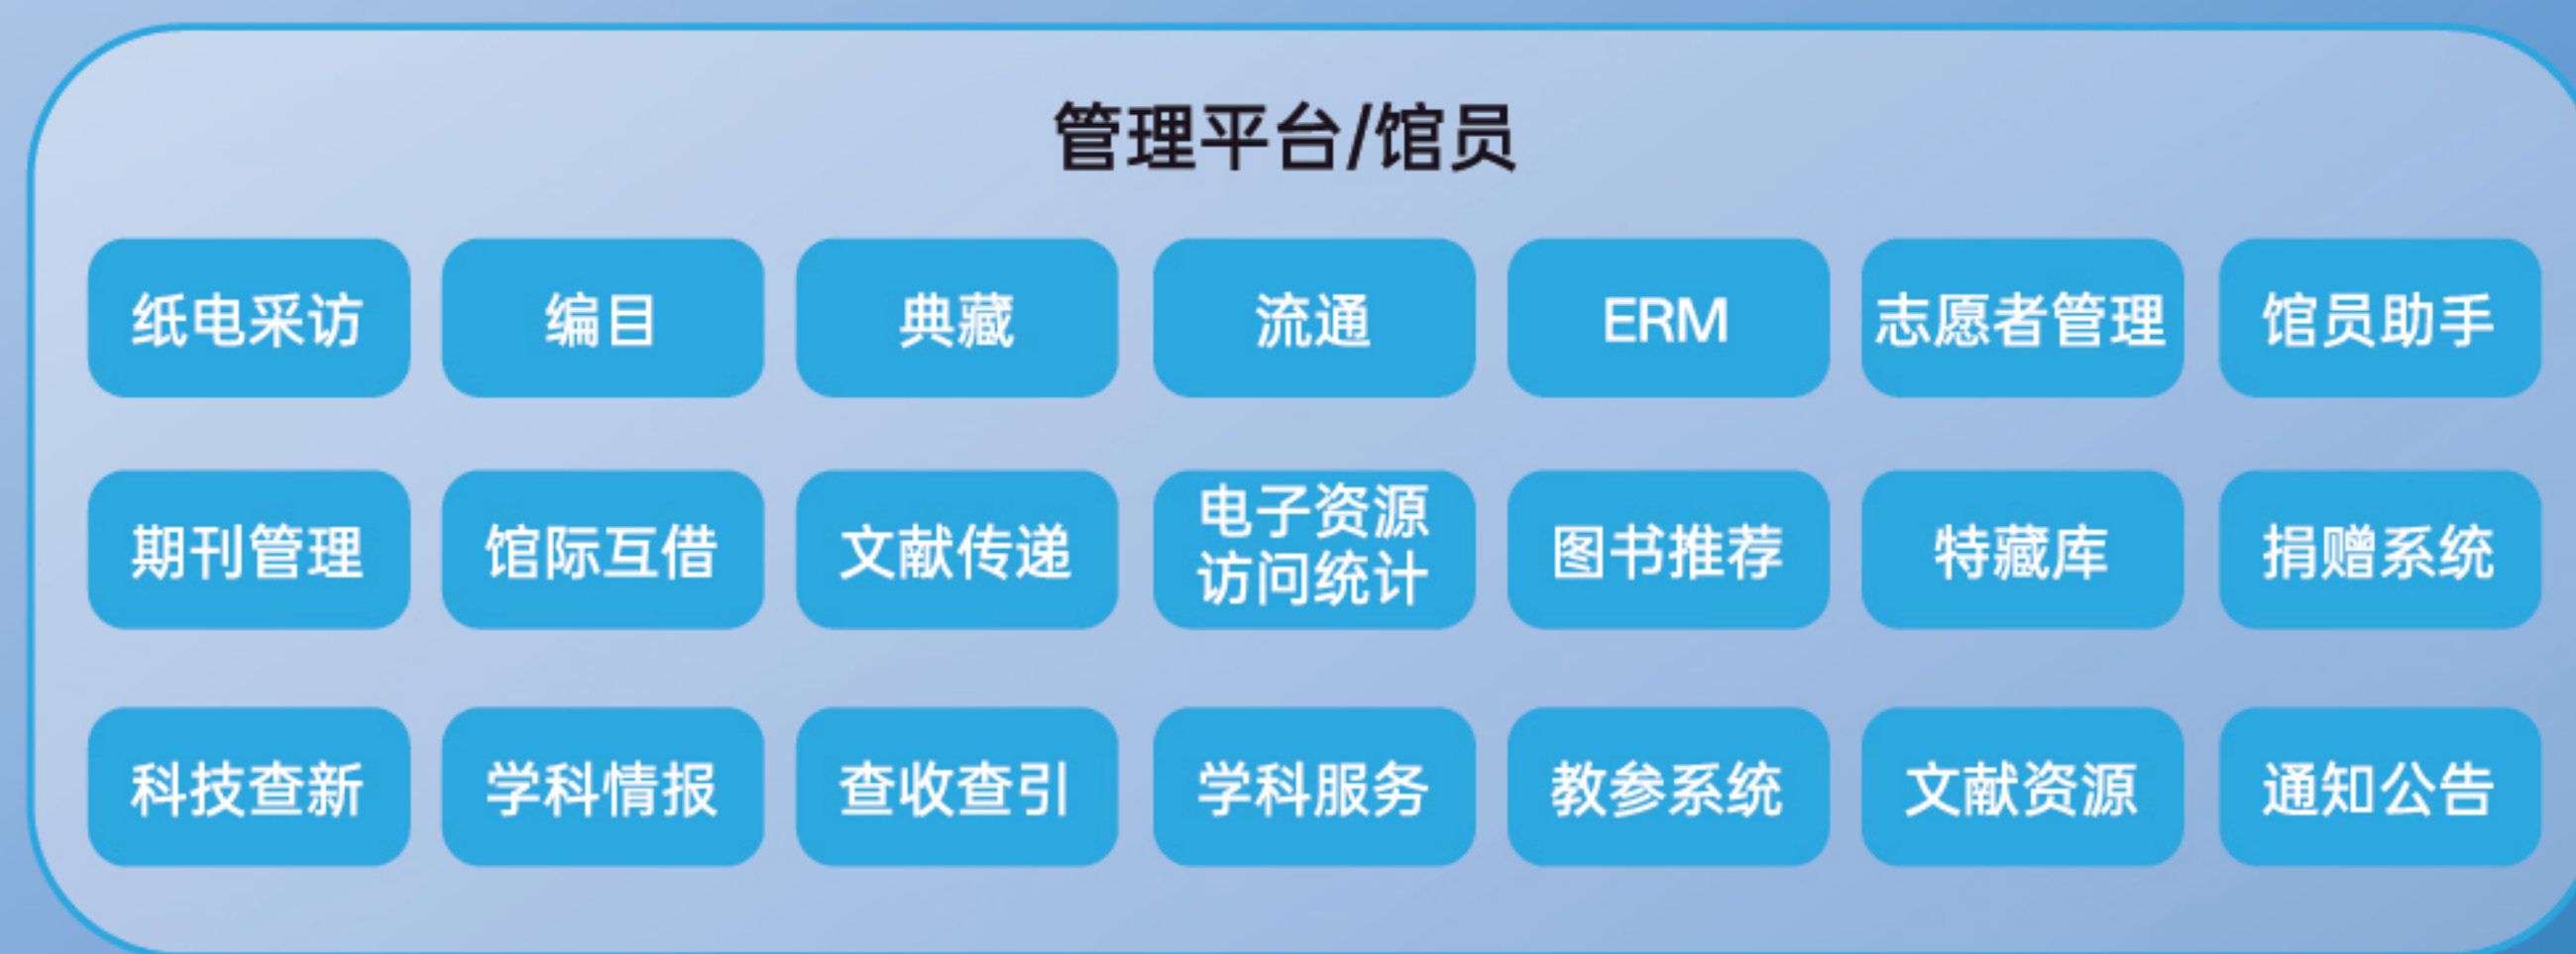 管理平台/馆员
纸电采访
编目
典藏
流通
ERM
志愿者管理
馆员助手
期刊管理
馆际互借
文献传递
电子资源
访问统计
图书推荐
特藏库
捐赠系统
科技查新
学科情报
查收查引
学科服务
教参系统
文献资源
通知公告